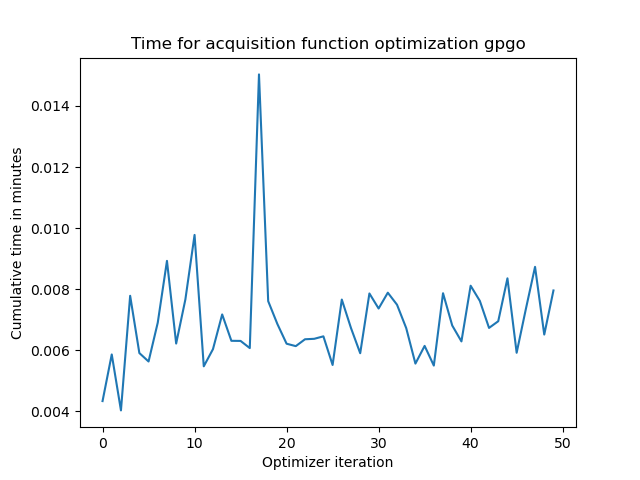 Time for acquisition function optimization gpgo
Cumulative time in minutes
0.014
0.012
0.010
0.008
0.006
0.004
0 10 20 30 40 50
Optimizer iteration